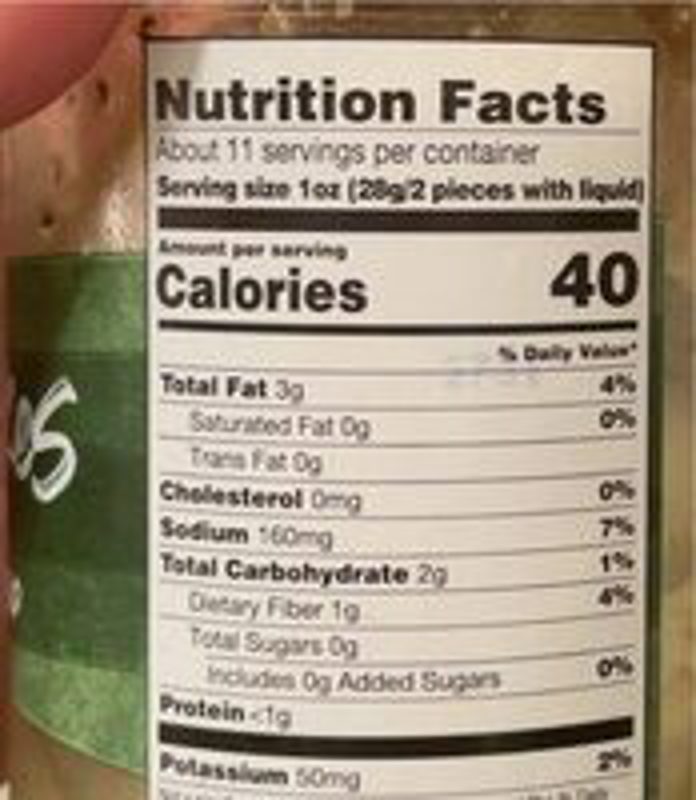 Nutrition Facts
About 11 servings per container
Serving size 1oz (28g/2 pieces with liquid)
Amount per serving
Calories 40
% Daily Value*
Total Fat 3g 4%
Saturated Fat 0g 0%
Trans Fat 0g
Cholesterol 0mg 0%
Sodium 160mg 7%
Total Carbohydrate 2g 1%
Dietary Fiber 1g 4%
Total Sugars 0g
Includes 0g Added Sugars 0%
Protein <1g
Potassium 50mg 2%